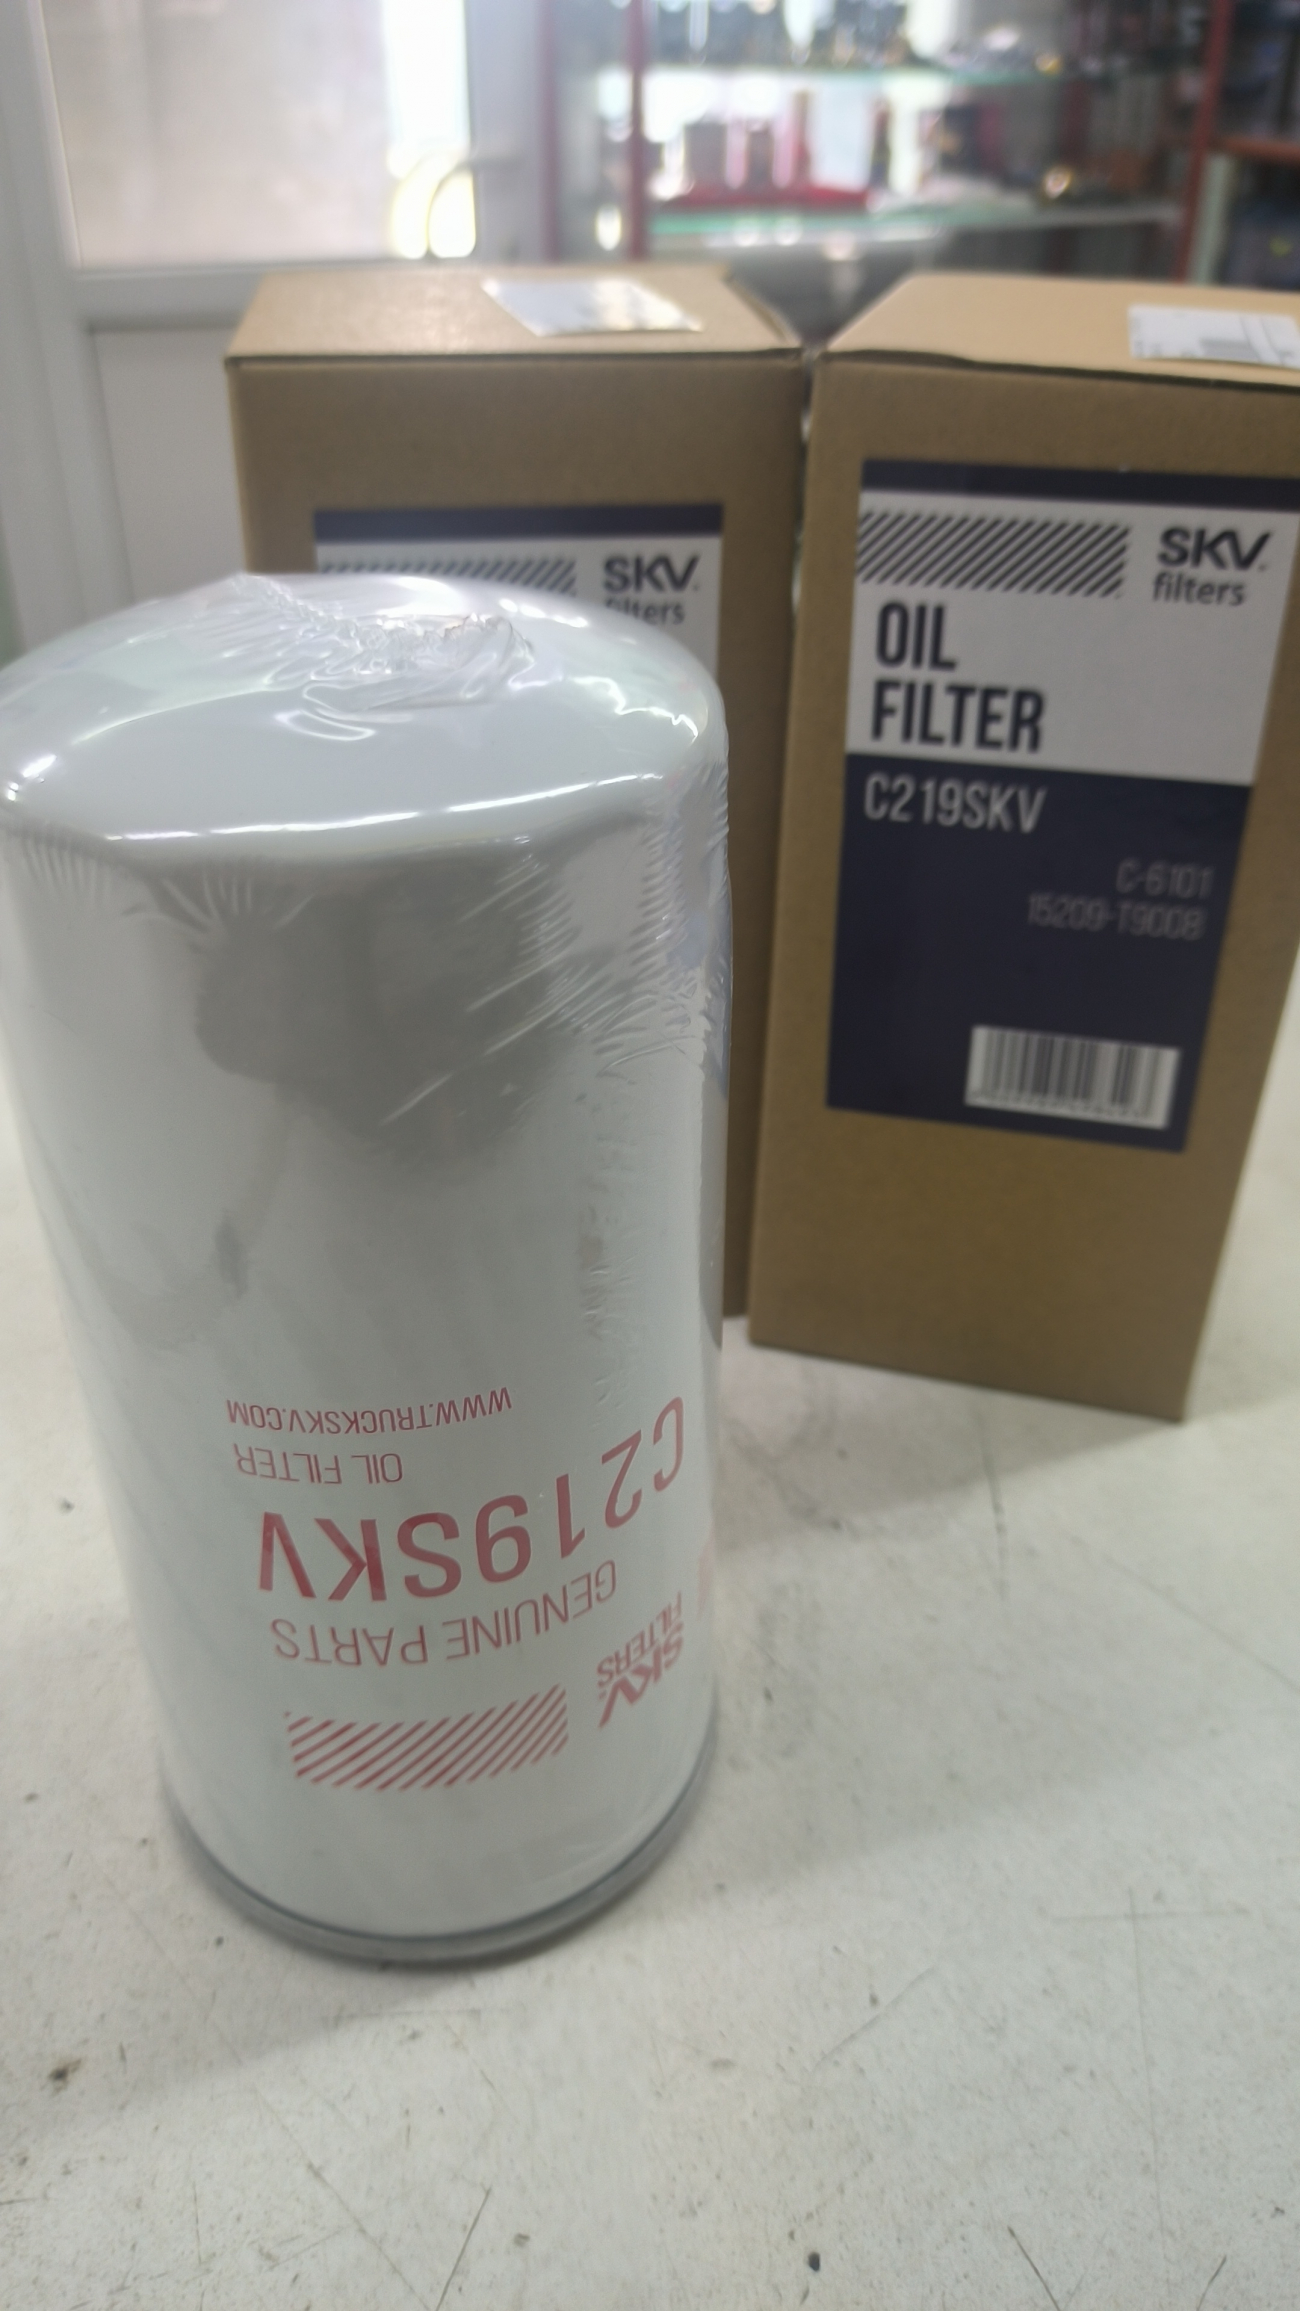 SKV
filters
SKV
filters
OIL
FILTER
C219SKV
C-6101
15209-T9008
SKV
FILTERS
GENUINE PARTS
C219SKV
OIL FILTER
WWW.TRUCKSKV.COM